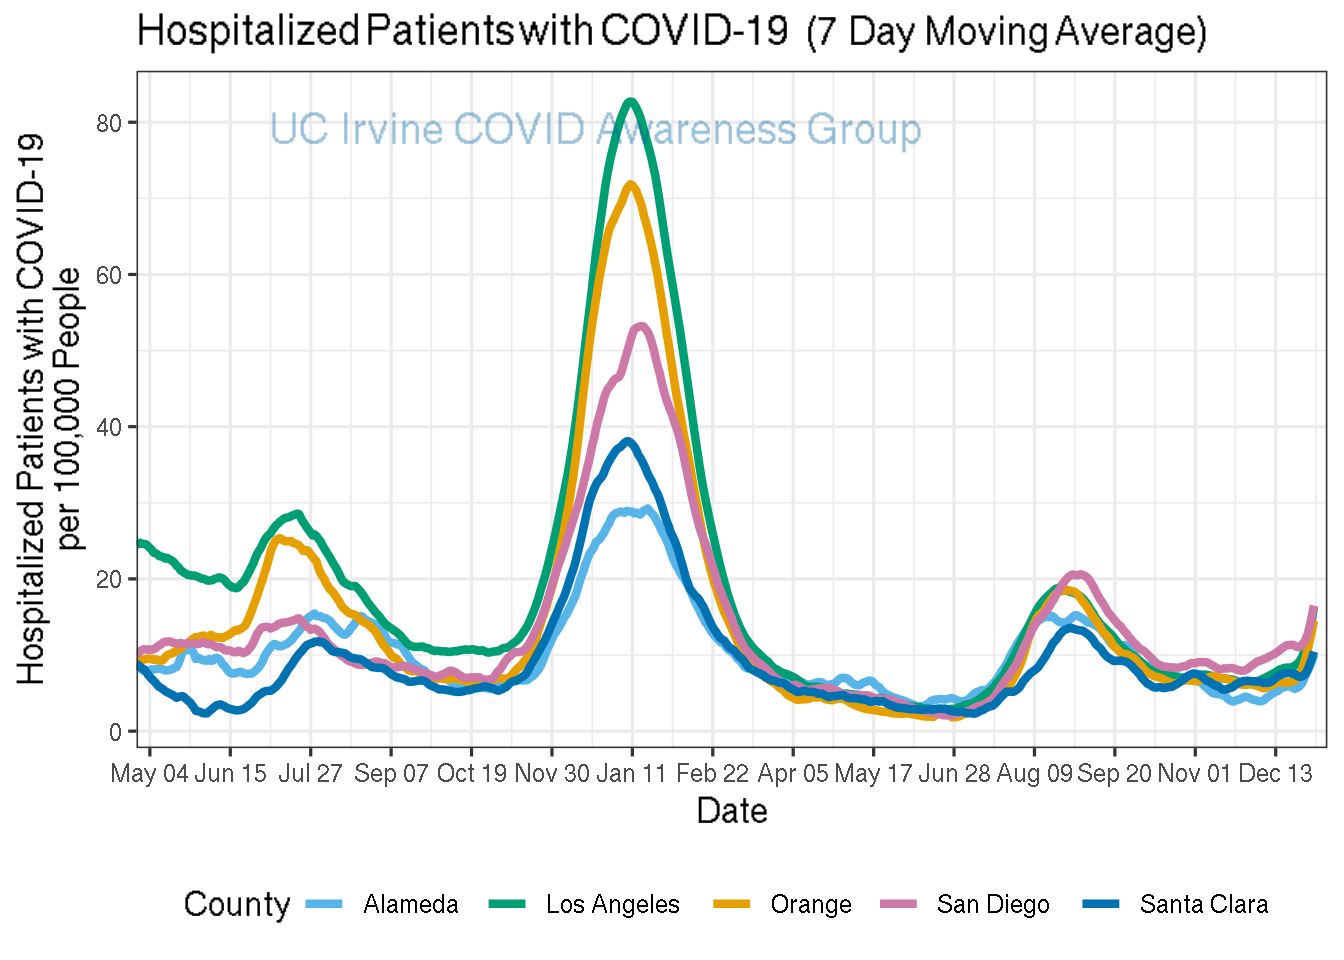 Hospitalized Patients with COVID-19 (7 Day Moving Average)
UC Irvine COVID Awareness Group
Hospitalized Patients with COVID-19
per 100,000 People
80
60
40
20
0
May 04 Jun 15 Jul 27 Sep 07 Oct 19 Nov 30 Jan 11 Feb 22 Apr 05 May 17 Jun 28 Aug 09 Sep 20 Nov 01 Dec 13
Date
County Alameda Los Angeles Orange San Diego Santa Clara